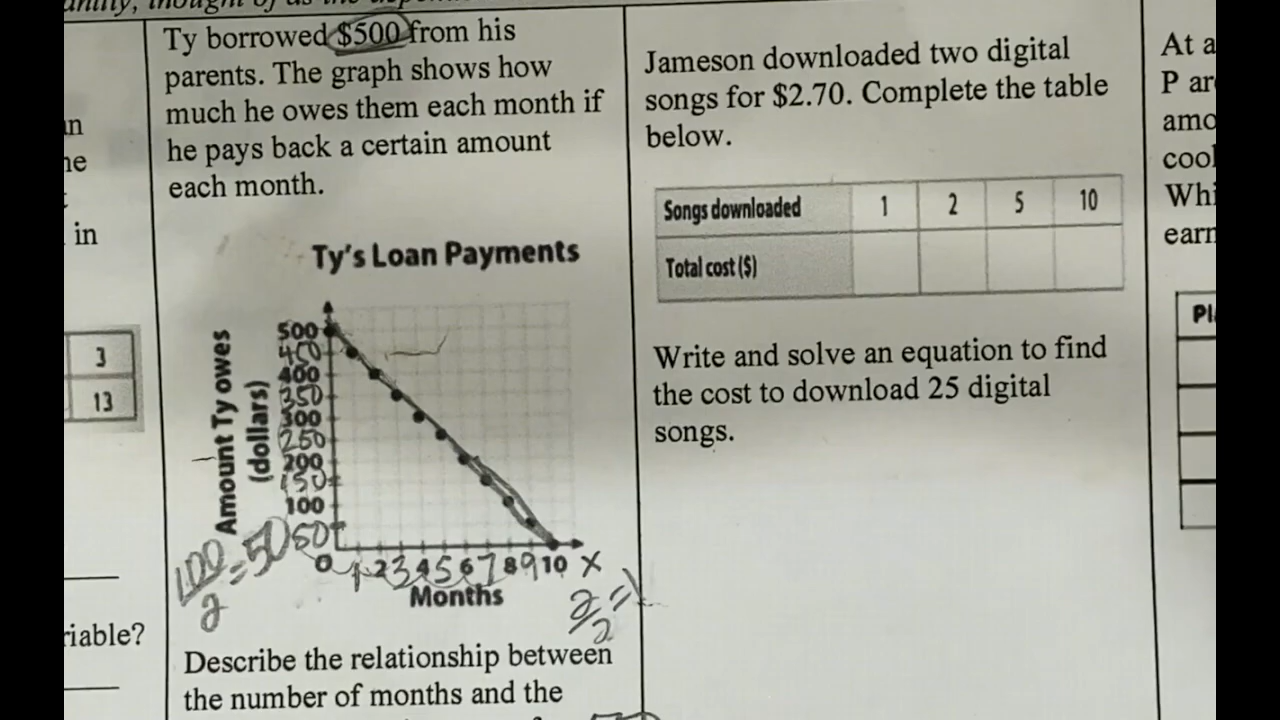 Ty borrowed $500 from his
parents. The graph shows how
much he owes them each month if
he pays back a certain amount
each month.
Ty's Loan Payments
Amount Ty owes
(dollars)
500
450
400
350
300
250
200
150
100
50
0 1 2 3 4 5 6 7 8 9 10 X
Months
100/2 = 50
2/2 = 1
Describe the relationship between
the number of months and the
Jameson downloaded two digital
songs for $2.70. Complete the table
below.
Songs downloaded 1 2 5 10
Total cost ($)
Write and solve an equation to find
the cost to download 25 digital
songs.
in
3
13
riable?
At a
P ar
amo
cool
Whi
earn
Pl